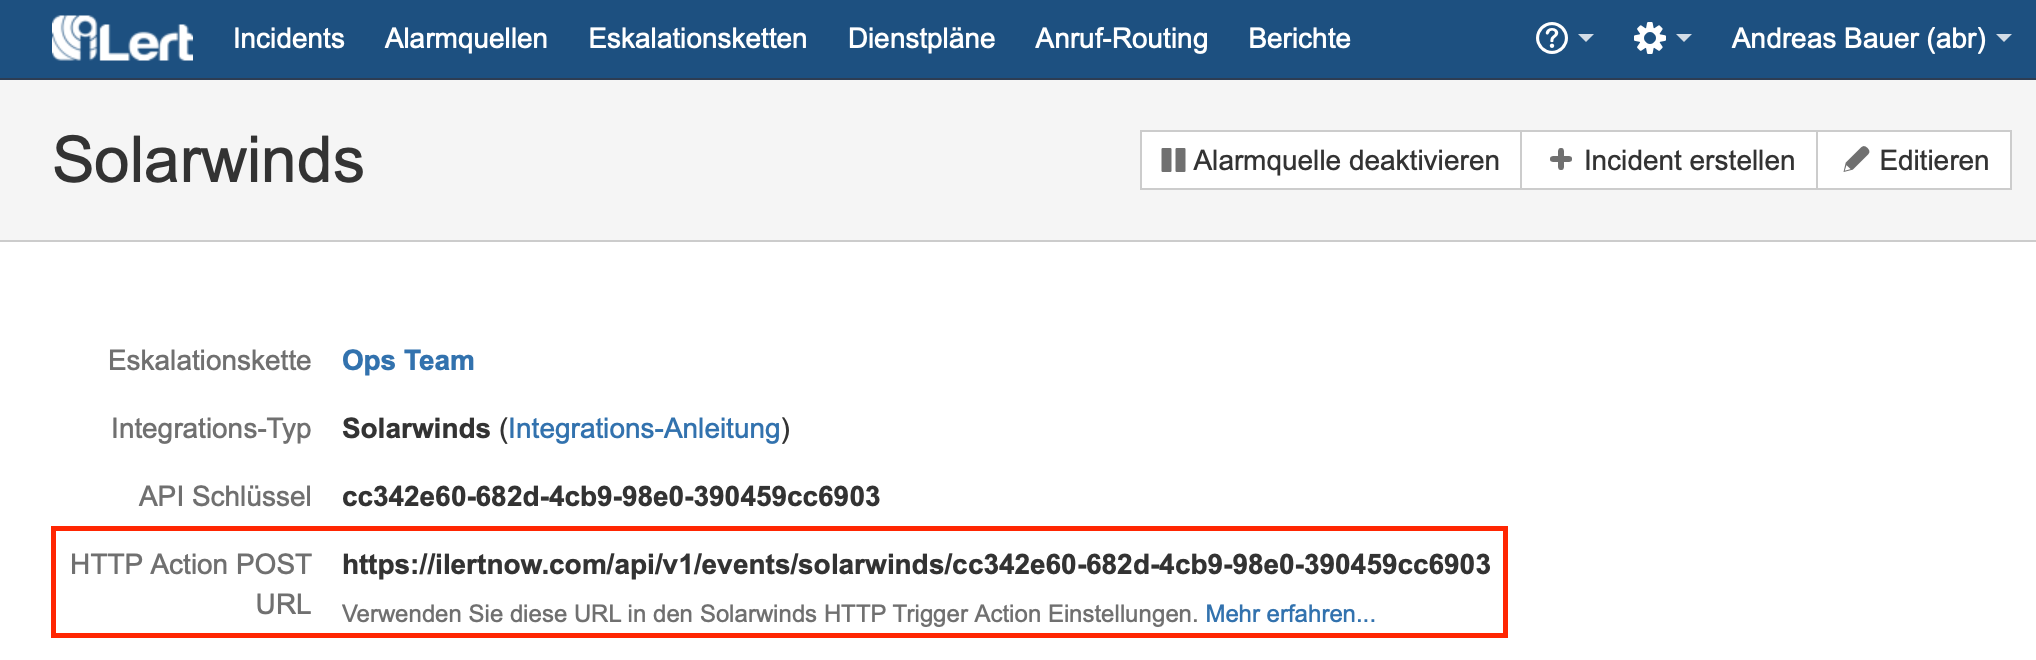 iLert Incidents Alarmquellen Eskalationsketten Dienstpläne Anruf-Routing Berichte ? Andreas Bauer (abr)
Solarwinds
Alarmquelle deaktivieren + Incident erstellen Editieren
Eskalationskette Ops Team
Integrations-Typ Solarwinds (Integrations-Anleitung)
API Schlüssel cc342e60-682d-4cb9-98e0-390459cc6903
HTTP Action POST https://ilertnow.com/api/v1/events/solarwinds/cc342e60-682d-4cb9-98e0-390459cc6903
URL Verwenden Sie diese URL in den Solarwinds HTTP Trigger Action Einstellungen. Mehr erfahren...